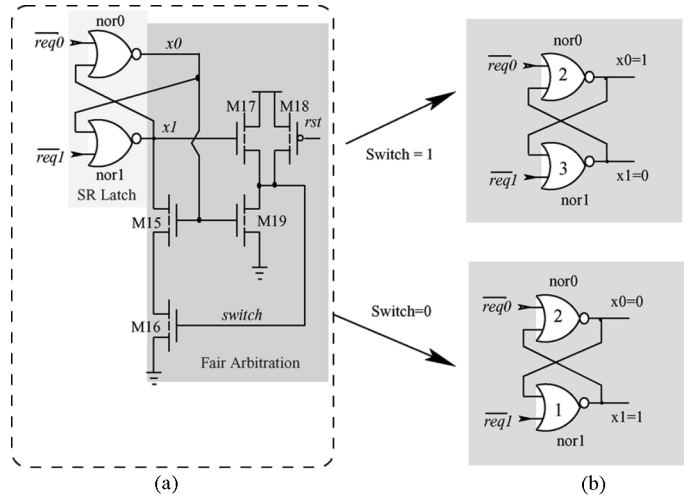 nor0
req0
x0
M17
M18
rst
x1
req1
nor1
SR Latch
M15
M19
M16
switch
Fair Arbitration
(a)
Switch = 1
Switch=0
nor0
req0
2
x0=1
3
req1
x1=0
nor1
nor0
req0
2
x0=0
1
req1
x1=1
nor1
(b)